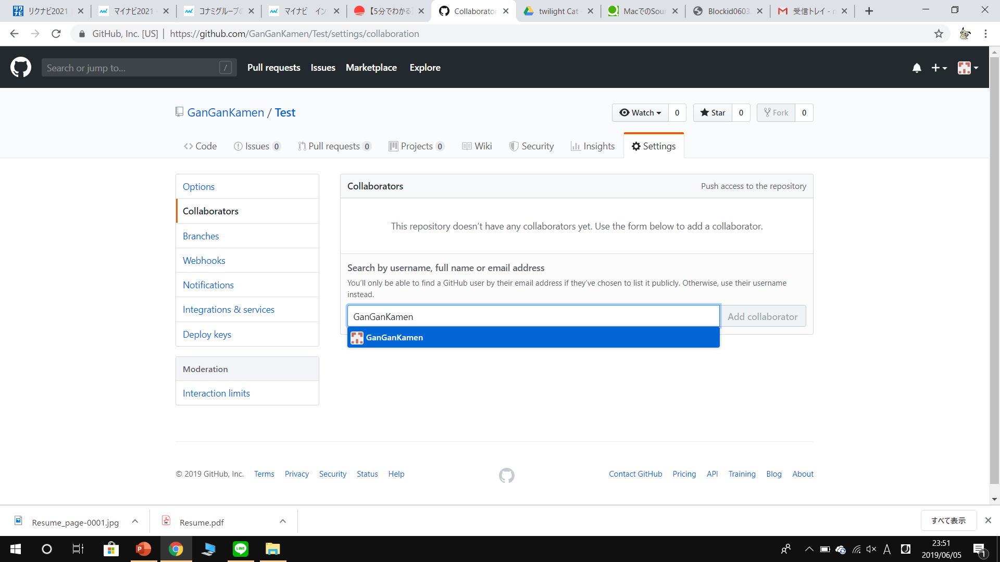 リクナビ2021
マイナビ2021
コナミグループの
マイナビ イン
【5分でわかる】
Collaborator
twilight Cat
MacでのSour
Blockid0603
受信トレイ -
GitHub, Inc. [US] | https://github.com/GanGanKamen/Test/settings/collaboration
Search or jump to... /
Pull requests Issues Marketplace Explore
GanGanKamen / Test
Watch 0 Star 0 Fork 0
Code Issues 0 Pull requests 0 Projects 0 Wiki Security Insights Settings
Options
Collaborators
Branches
Webhooks
Notifications
Integrations & services
Deploy keys
Moderation
Interaction limits
Collaborators Push access to the repository
This repository doesn’t have any collaborators yet. Use the form below to add a collaborator.
Search by username, full name or email address
You’ll only be able to find a GitHub user by their email address if they’ve chosen to list it publicly. Otherwise, use their username
instead.
GanGanKamen Add collaborator
GanGanKamen
© 2019 GitHub, Inc. Terms Privacy Security Status Help
Contact GitHub Pricing API Training Blog About
Resume_page-0001.jpg Resume.pdf すべて表示
LINE
A J
23:51
2019/06/05
1